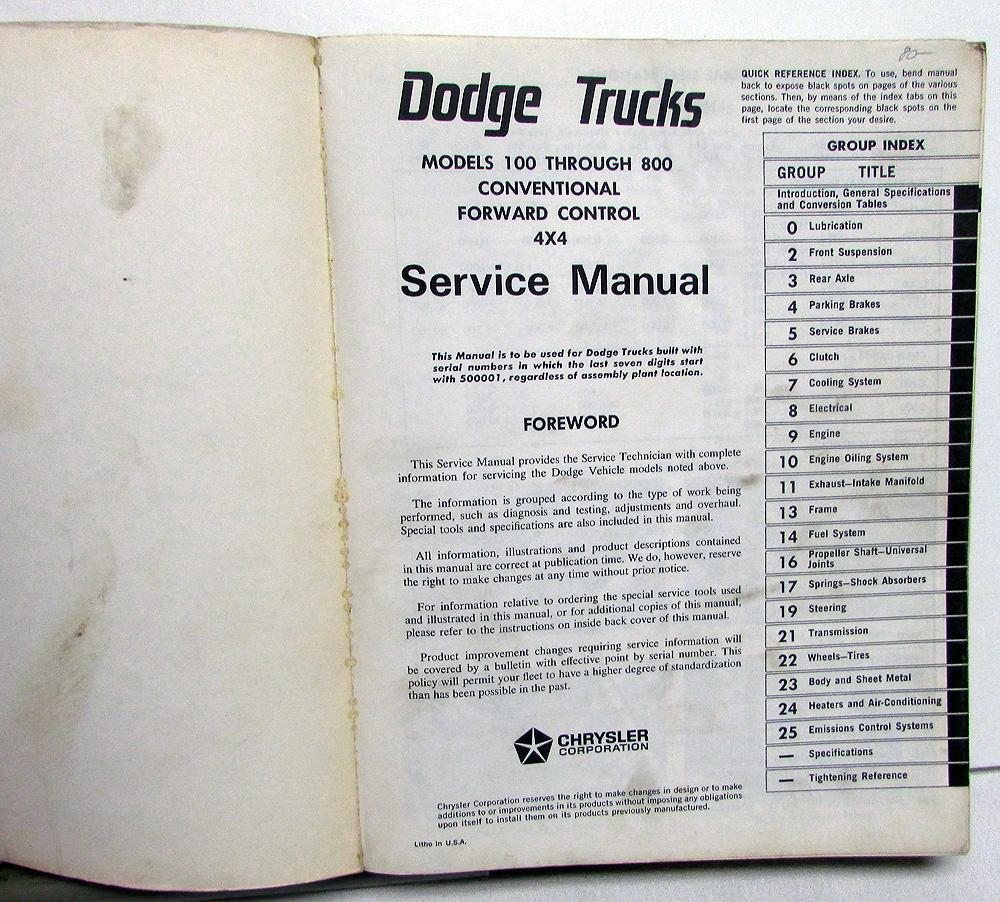 80-
Dodge Trucks
MODELS 100 THROUGH 800
CONVENTIONAL
FORWARD CONTROL
4X4
Service Manual
This Manual is to be used for Dodge Trucks built with
serial numbers in which the last seven digits start
with 500001, regardless of assembly plant location.
FOREWORD
This Service Manual provides the Service Technician with complete
information for servicing the Dodge Vehicle models noted above.
The information is grouped according to the type of work being
performed, such as diagnosis and testing, adjustments and overhaul.
Special tools and specifications are also included in this manual.
All information, illustrations and product descriptions contained
in this manual are correct at publication time. We do, however, reserve
the right to make changes at any time without prior notice.
For information relative to ordering the special service tools used
and illustrated in this manual, or for additional copies of this manual,
please refer to the instructions on inside back cover of this manual.
Product improvement changes requiring service information will
be covered by a bulletin with effective point by serial number. This
policy will permit your fleet to have a higher degree of standardization
than has been possible in the past.
CHRYSLER
CORPORATION
Chrysler Corporation reserves the right to make changes in design or to make
additions to or improvements in its products without imposing any obligations
upon itself to install them on its products previously manufactured.
Litho in U.S.A.
QUICK REFERENCE INDEX. To use, bend manual
back to expose black spots on pages of the various
sections. Then, by means of the index tabs on this
page, locate the corresponding black spots on the
first page of the section your desire.
GROUP INDEX
GROUP TITLE
Introduction, General Specifications
and Conversion Tables
0 Lubrication
2 Front Suspension
3 Rear Axle
4 Parking Brakes
5 Service Brakes
6 Clutch
7 Cooling System
8 Electrical
9 Engine
10 Engine Oiling System
11 Exhaust—Intake Manifold
13 Frame
14 Fuel System
16 Propeller Shaft—Universal
Joints
17 Springs—Shock Absorbers
19 Steering
21 Transmission
22 Wheels—Tires
23 Body and Sheet Metal
24 Heaters and Air-Conditioning
25 Emissions Control Systems
— Specifications
— Tightening Reference